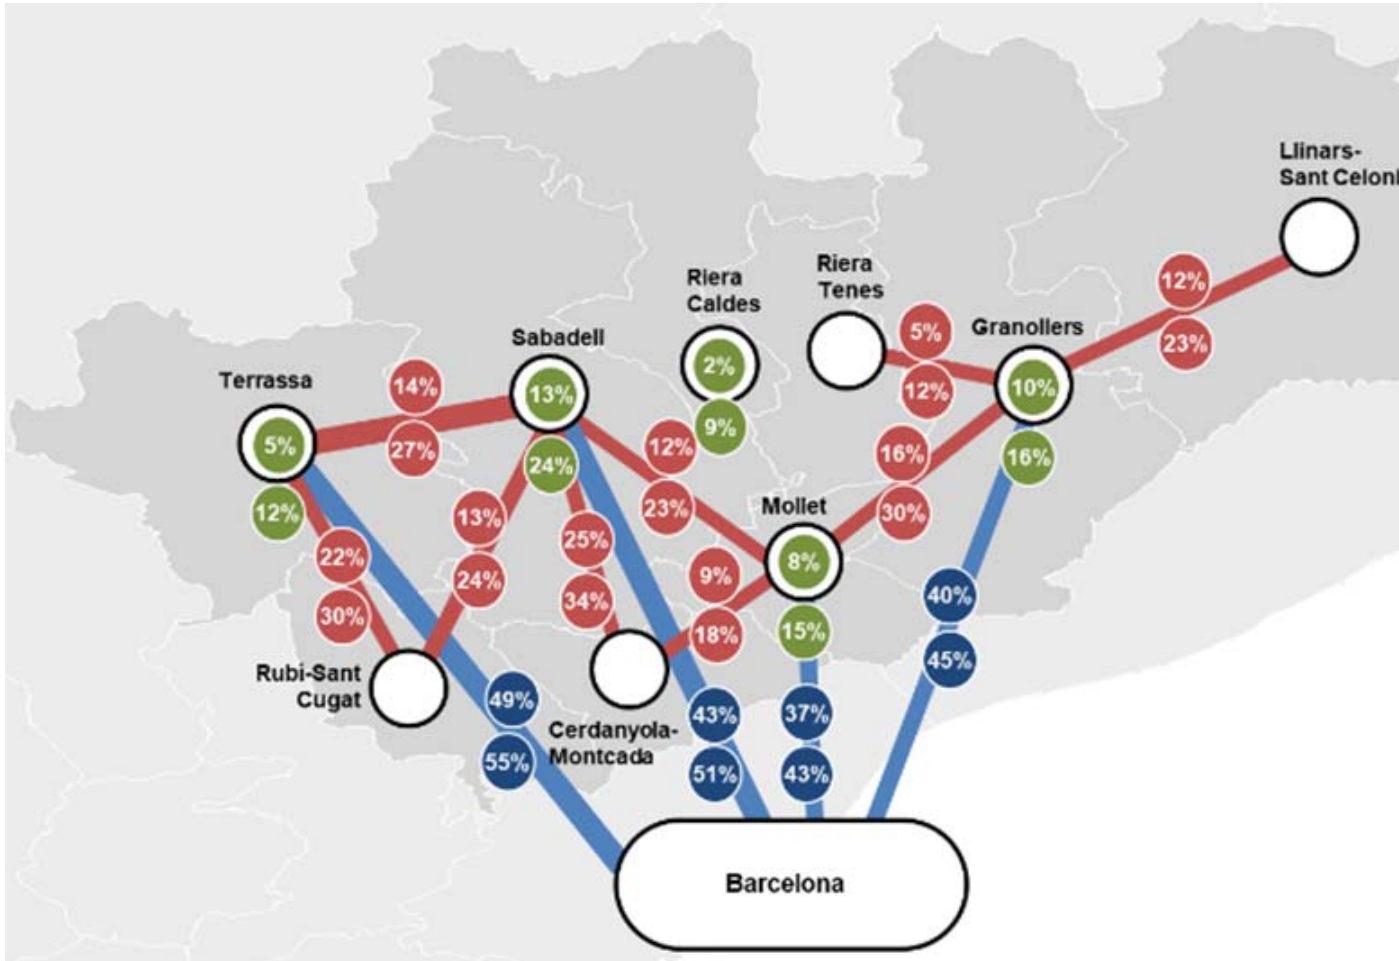 Llinars-
Sant Celoni
12%
23%
Riera
Tenes
5%
12%
Granollers
10%
16%
Riera
Caldes
2%
9%
Sabadell
13%
24%
Terrassa
5%
12%
14%
27%
12%
23%
16%
30%
Mollet
8%
15%
22%
30%
13%
24%
25%
34%
9%
18%
40%
45%
Rubí-Sant
Cugat
Cerdanyola-
Montcada
49%
55%
43%
51%
37%
43%
Barcelona